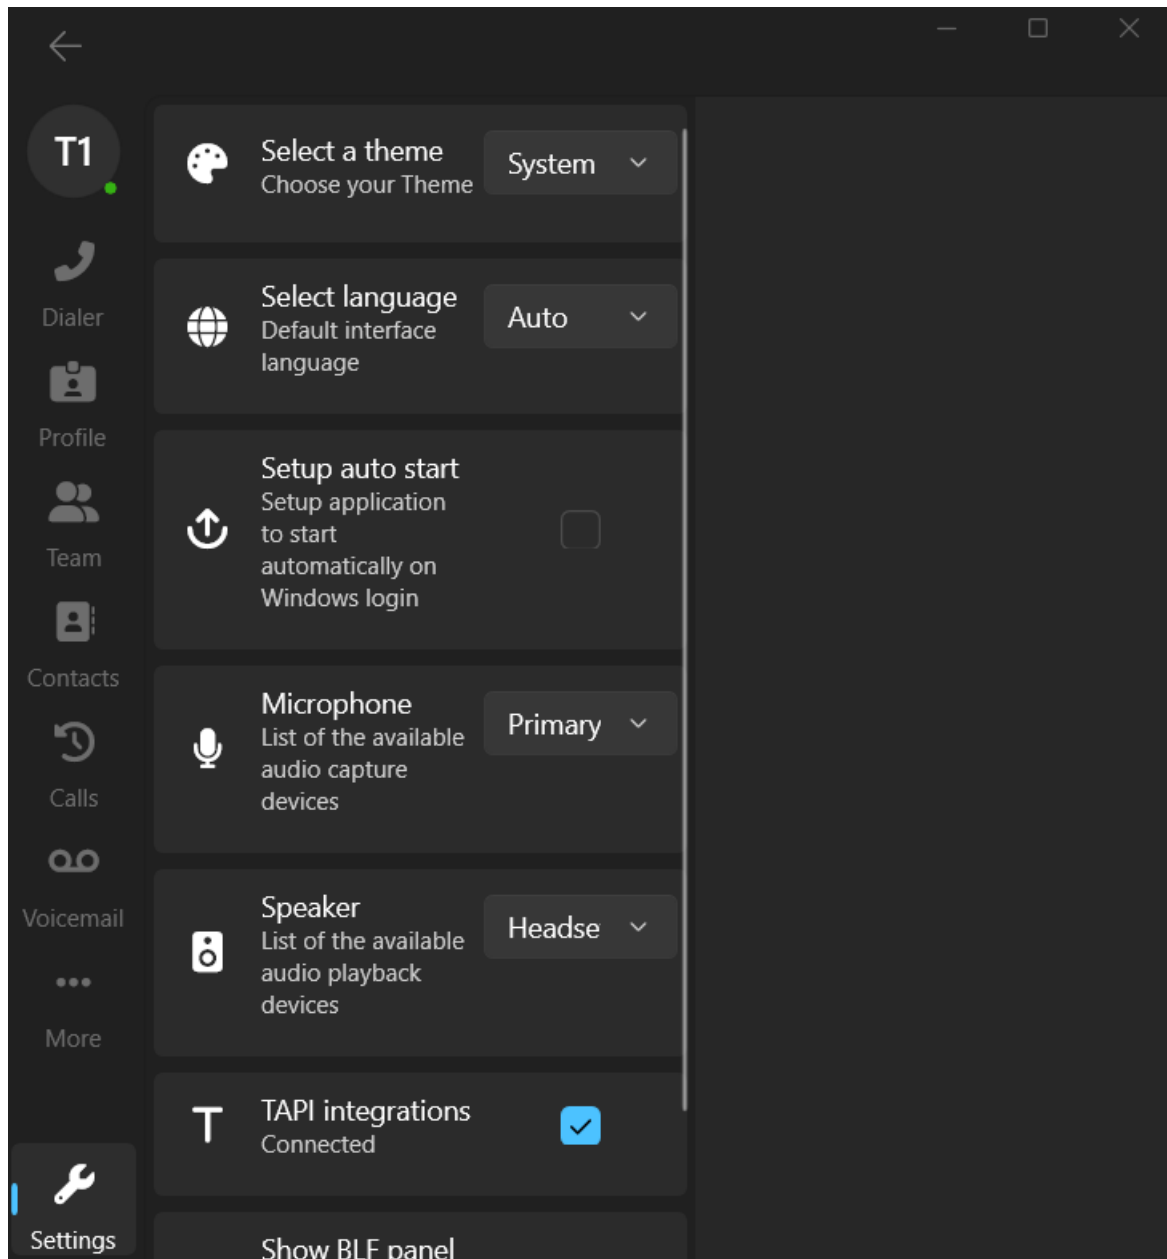 T1
Dialer
Profile
Team
Contacts
Calls
Voicemail
More
Settings
Select a theme
Choose your Theme
System
Select language
Default interface
language
Auto
Setup auto start
Setup application
to start
automatically on
Windows login
Microphone
List of the available
audio capture
devices
Primary
Speaker
List of the available
audio playback
devices
Headse
TAPI integrations
Connected
Show BLF panel